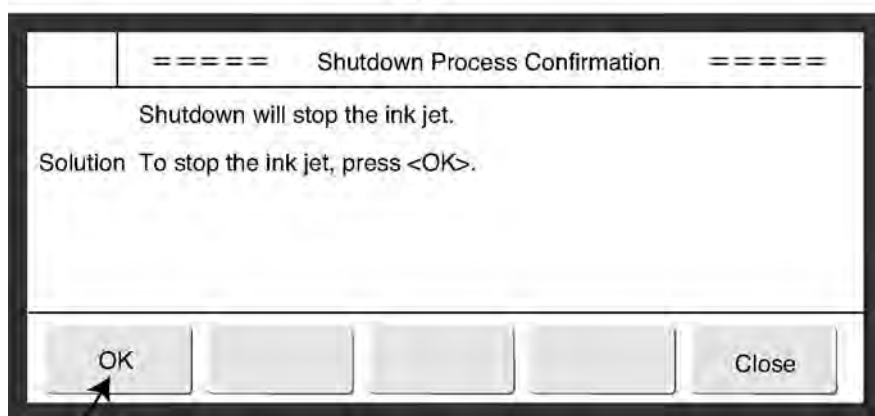 ===== Shutdown Process Confirmation =====
Shutdown will stop the ink jet.
Solution To stop the ink jet, press <OK>.
OK Close